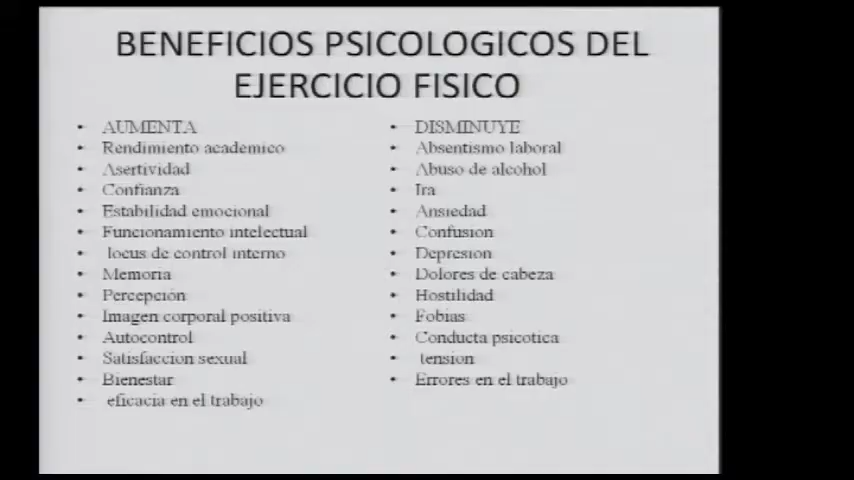 BENEFICIOS PSICOLOGICOS DEL
EJERCICIO FISICO
• AUMENTA
• Rendimiento academico
• Asertividad
• Confianza
• Estabilidad emocional
• Funcionamiento intelectual
• locus de control interno
• Memoria
• Percepción
• Imagen corporal positiva
• Autocontrol
• Satisfaccion sexual
• Bienestar
• eficacia en el trabajo
• DISMINUYE
• Absentismo laboral
• Abuso de alcohol
• Ira
• Ansiedad
• Confusion
• Depresion
• Dolores de cabeza
• Hostilidad
• Fobias
• Conducta psicotica
• tension
• Errores en el trabajo